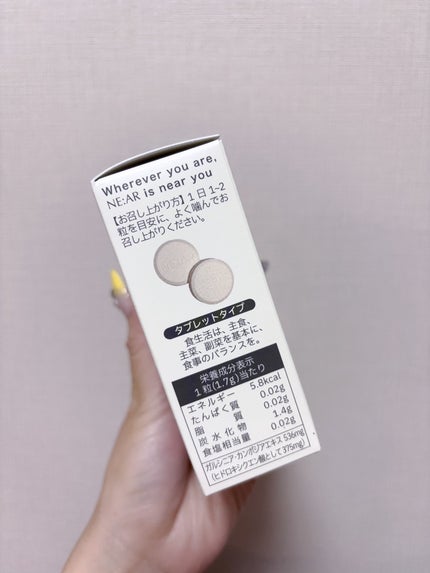 Wherever you are,
NE:AR is near you
【お召し上がり方】1日1~2
粒を目安に、よく噛んでお
召し上がりください。
タブレットタイプ
食生活は、主食、
主菜、副菜を基本に、
食事のバランスを。
栄養成分表示
1粒(1.7g)当たり
エネルギー 5.8kcal
たんぱく質 0.02g
脂質 0.02g
炭水化物 1.4g
食塩相当量 0.02g
ガルシニア・カンボジアエキス 536mg
(ヒドロキシクエン酸として 375mg)